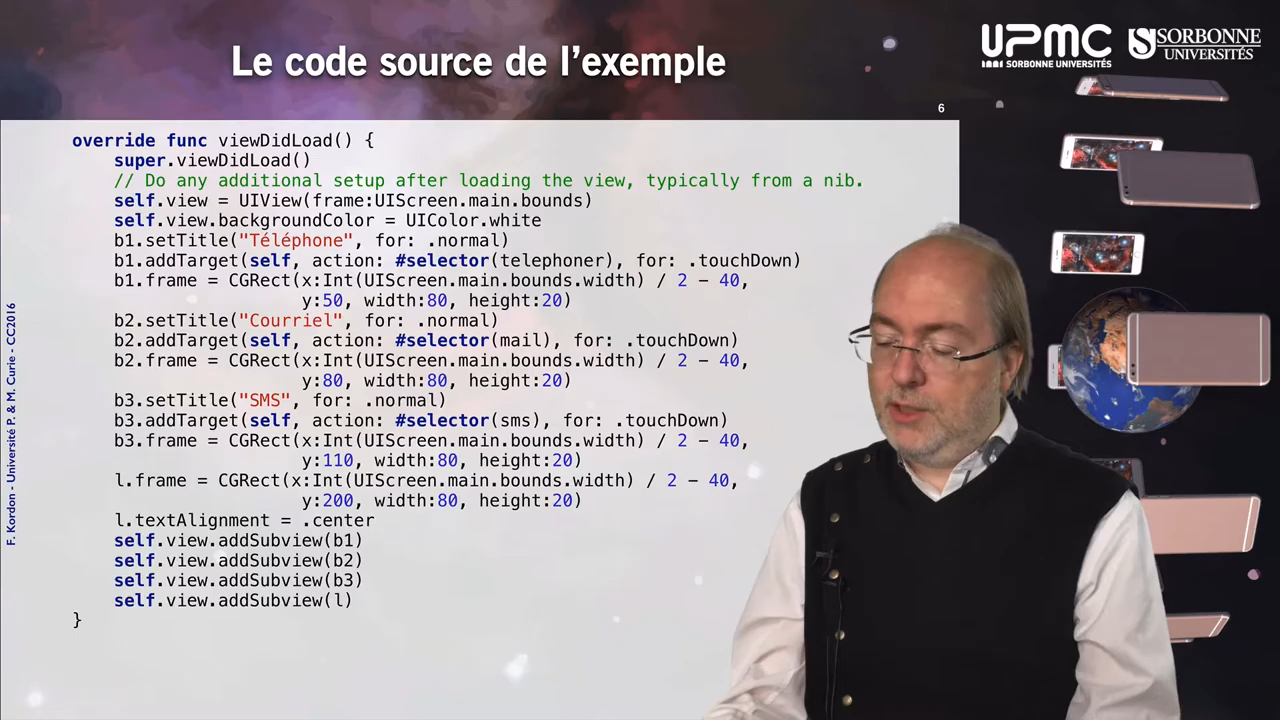 Le code source de l'exemple
UPMC
SORBONNE UNIVERSITÉS
SORBONNE
UNIVERSITÉS
6
override func viewDidLoad() {
    super.viewDidLoad()
    // Do any additional setup after loading the view, typically from a nib.
    self.view = UIView(frame:UIScreen.main.bounds)
    self.view.backgroundColor = UIColor.white
    b1.setTitle("Téléphone", for: .normal)
    b1.addTarget(self, action: #selector(telephoner), for: .touchDown)
    b1.frame = CGRect(x:Int(UIScreen.main.bounds.width) / 2 – 40,
                      y:50, width:80, height:20)
    b2.setTitle("Courriel", for: .normal)
    b2.addTarget(self, action: #selector(mail), for: .touchDown)
    b2.frame = CGRect(x:Int(UIScreen.main.bounds.width) / 2 – 40,
                      y:80, width:80, height:20)
    b3.setTitle("SMS", for: .normal)
    b3.addTarget(self, action: #selector(sms), for: .touchDown)
    b3.frame = CGRect(x:Int(UIScreen.main.bounds.width) / 2 – 40,
                      y:110, width:80, height:20)
    l.frame = CGRect(x:Int(UIScreen.main.bounds.width) / 2 – 40,
                      y:200, width:80, height:20)
    l.textAlignment = .center
    self.view.addSubview(b1)
    self.view.addSubview(b2)
    self.view.addSubview(b3)
    self.view.addSubview(l)
}
F. Kordon - Université P. & M. Curie - CC2016